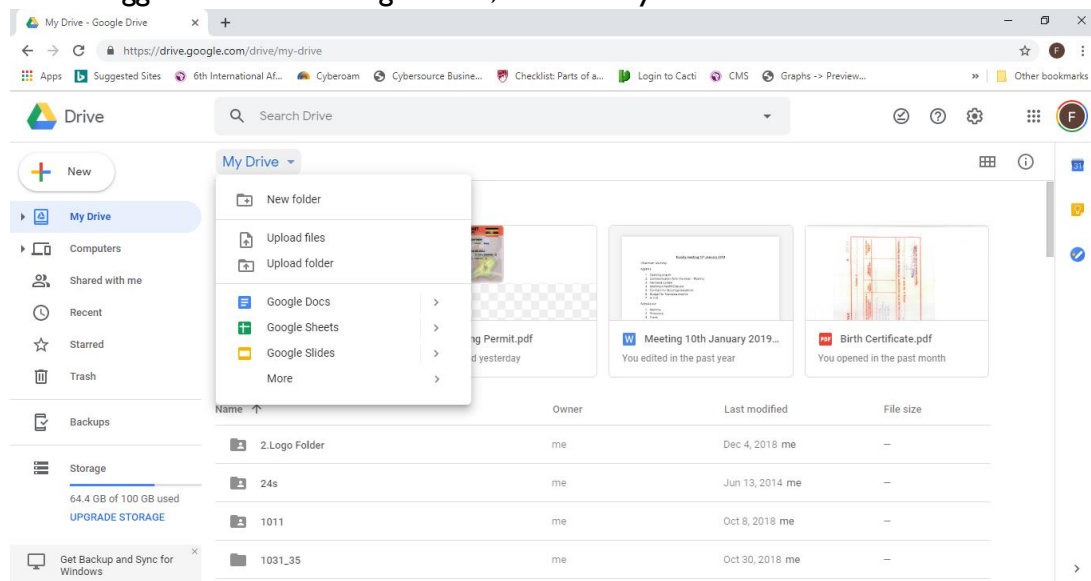 My Drive - Google Drive
https://drive.google.com/drive/my-drive
Apps Suggested Sites 6th International Af... Cyberoam Cybersource Busine... Checklist: Parts of a... Login to Cacti CMS Graphs -> Preview... » Other bookmarks
Drive
Search Drive
F
New
My Drive
31
My Drive
Computers
Shared with me
Recent
Starred
Trash
Backups
Storage
64.4 GB of 100 GB used
UPGRADE STORAGE
Get Backup and Sync for
Windows
New folder
Upload files
Upload folder
Google Docs
Google Sheets
Google Slides
More
Permit.pdf
yesterday
Meeting 10th January 2019...
You edited in the past year
Birth Certificate.pdf
You opened in the past month
Name Owner Last modified File size
2.Logo Folder me Dec 4, 2018 me –
24s me Jun 13, 2014 me –
1011 me Oct 8, 2018 me –
1031_35 me Oct 30, 2018 me –